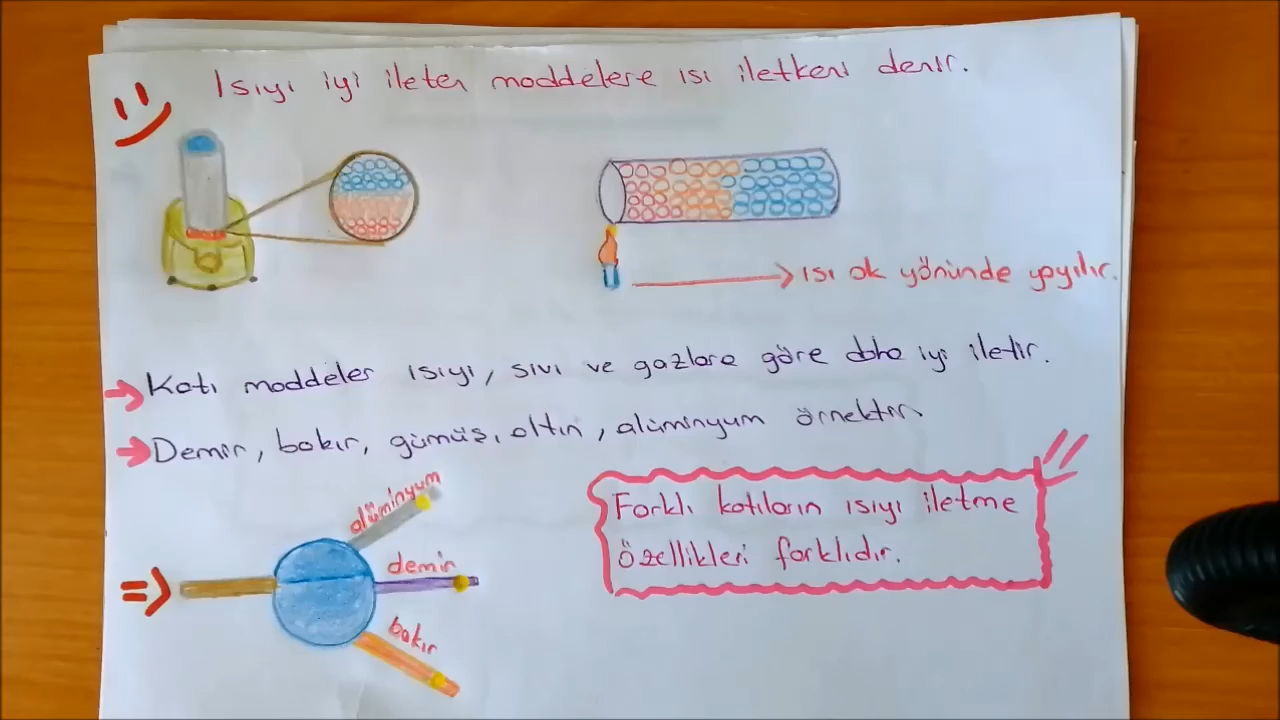 Isıyı iyi ileten maddelere ısı iletkeni denir.
ısı ok yönünde yayılır.
Katı maddeler ısıyı, sıvı ve gazlara göre daha iyi iletir.
Demir, bakır, gümüş, altın, alüminyum örnektir.
alüminyum
demir
bakır
Farklı katıların ısıyı iletme
özellikleri farklıdır.